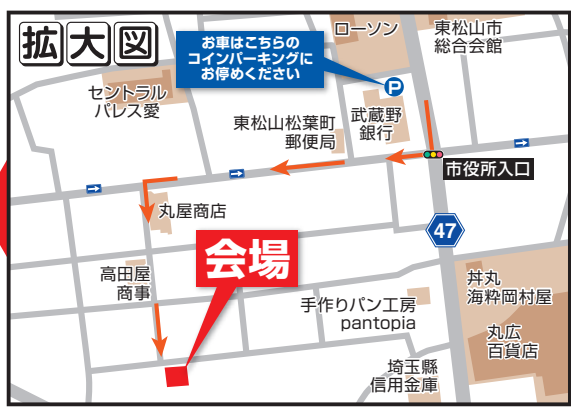 拡大図
お車はこちらの
コインパーキングに
お停めください
ローソン
東松山市
総合会館
P
セントラル
パレス愛
東松山松葉町
郵便局
武蔵野
銀行
市役所入口
丸屋商店
47
会場
高田屋
商事
手作りパン工房
pantopia
丼丸
海粋岡村屋
丸広
百貨店
埼玉縣
信用金庫